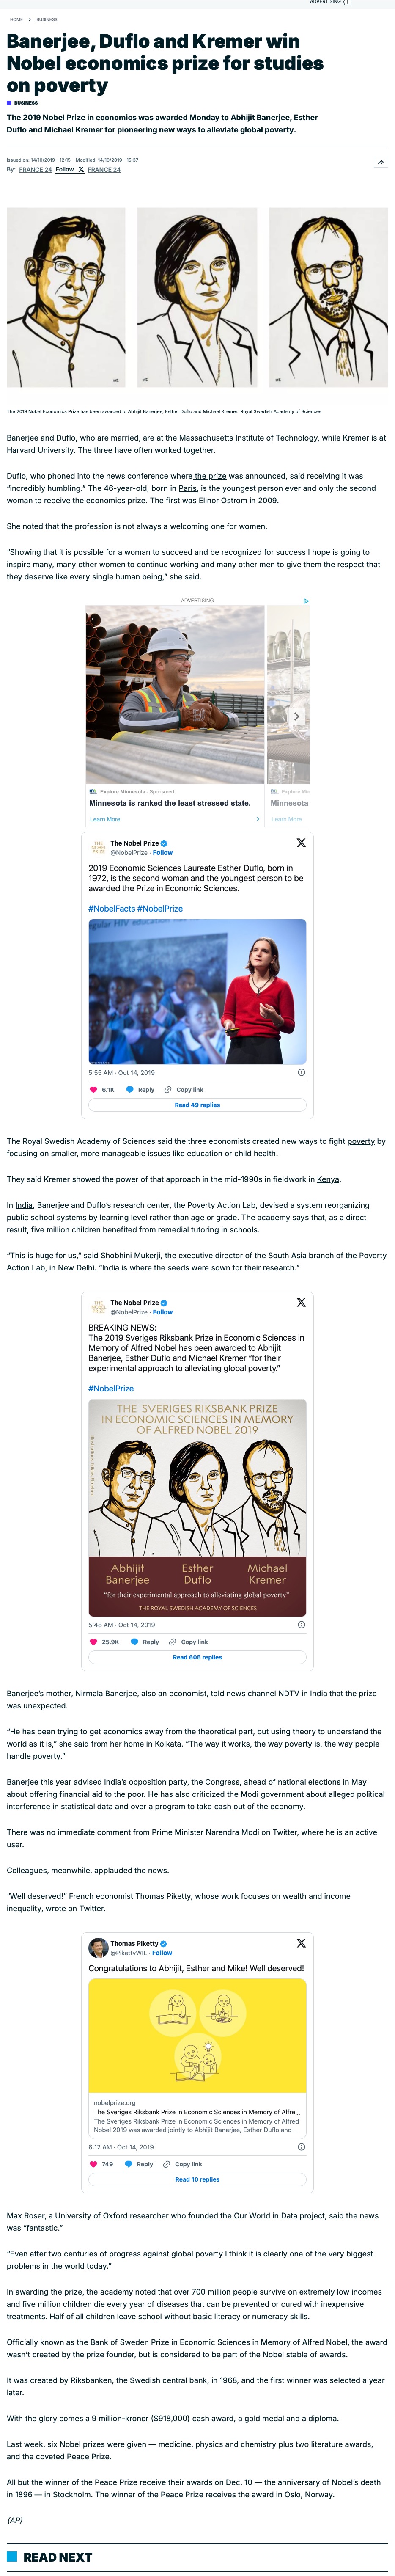 ADVERTISING
HOME > BUSINESS
Banerjee, Duflo and Kremer win
Nobel economics prize for studies
on poverty
BUSINESS
The 2019 Nobel Prize in economics was awarded Monday to Abhijit Banerjee, Esther
Duflo and Michael Kremer for pioneering new ways to alleviate global poverty.
Issued on: 14/10/2019 - 12:15 Modified: 14/10/2019 - 15:37
By: FRANCE 24 Follow X FRANCE 24
The 2019 Nobel Economics Prize has been awarded to Abhijit Banerjee, Esther Duflo and Michael Kremer. Royal Swedish Academy of Sciences
Banerjee and Duflo, who are married, are at the Massachusetts Institute of Technology, while Kremer is at
Harvard University. The three have often worked together.
Duflo, who phoned into the news conference where the prize was announced, said receiving it was
“incredibly humbling.” The 46-year-old, born in Paris, is the youngest person ever and only the second
woman to receive the economics prize. The first was Elinor Ostrom in 2009.
She noted that the profession is not always a welcoming one for women.
“Showing that it is possible for a woman to succeed and be recognized for success I hope is going to
inspire many, many other women to continue working and many other men to give them the respect that
they deserve like every single human being,” she said.
ADVERTISING
Explore Minnesota - Sponsored
Explore Min
Minnesota is ranked the least stressed state.
Minnesota
Learn More
Learn More
The Nobel Prize
@NobelPrize · Follow
2019 Economic Sciences Laureate Esther Duflo, born in
1972, is the second woman and the youngest person to be
awarded the Prize in Economic Sciences.
#NobelFacts #NobelPrize
5:55 AM · Oct 14, 2019
6.1K Reply Copy link
Read 49 replies
The Royal Swedish Academy of Sciences said the three economists created new ways to fight poverty by
focusing on smaller, more manageable issues like education or child health.
They said Kremer showed the power of that approach in the mid-1990s in fieldwork in Kenya.
In India, Banerjee and Duflo’s research center, the Poverty Action Lab, devised a system reorganizing
public school systems by learning level rather than age or grade. The academy says that, as a direct
result, five million children benefited from remedial tutoring in schools.
“This is huge for us,” said Shobhini Mukerji, the executive director of the South Asia branch of the Poverty
Action Lab, in New Delhi. “India is where the seeds were sown for their research.”
The Nobel Prize
@NobelPrize · Follow
BREAKING NEWS:
The 2019 Sveriges Riksbank Prize in Economic Sciences in
Memory of Alfred Nobel has been awarded to Abhijit
Banerjee, Esther Duflo and Michael Kremer “for their
experimental approach to alleviating global poverty.”
#NobelPrize
THE SVERIGES RIKSBANK PRIZE
IN ECONOMIC SCIENCES IN MEMORY
OF ALFRED NOBEL 2019
Abhijit Esther Michael
Banerjee Duflo Kremer
“for their experimental approach to alleviating global poverty”
THE ROYAL SWEDISH ACADEMY OF SCIENCES
5:48 AM · Oct 14, 2019
25.9K Reply Copy link
Read 605 replies
Banerjee’s mother, Nirmala Banerjee, also an economist, told news channel NDTV in India that the prize
was unexpected.
“He has been trying to get economics away from the theoretical part, but using theory to understand the
world as it is,” she said from her home in Kolkata. “The way it works, the way poverty is, the way people
handle poverty.”
Banerjee this year advised India’s opposition party, the Congress, ahead of national elections in May
about offering financial aid to the poor. He has also criticized the Modi government about alleged political
interference in statistical data and over a program to take cash out of the economy.
There was no immediate comment from Prime Minister Narendra Modi on Twitter, where he is an active
user.
Colleagues, meanwhile, applauded the news.
“Well deserved!” French economist Thomas Piketty, whose work focuses on wealth and income
inequality, wrote on Twitter.
Thomas Piketty
@PikettyWIL · Follow
Congratulations to Abhijit, Esther and Mike! Well deserved!
nobelprize.org
The Sveriges Riksbank Prize in Economic Sciences in Memory of Alfre...
The Sveriges Riksbank Prize in Economic Sciences in Memory of Alfred
Nobel 2019 was awarded jointly to Abhijit Banerjee, Esther Duflo and ...
6:12 AM · Oct 14, 2019
749 Reply Copy link
Read 10 replies
Max Roser, a University of Oxford researcher who founded the Our World in Data project, said the news
was “fantastic.”
“Even after two centuries of progress against global poverty I think it is clearly one of the very biggest
problems in the world today.”
In awarding the prize, the academy noted that over 700 million people survive on extremely low incomes
and five million children die every year of diseases that can be prevented or cured with inexpensive
treatments. Half of all children leave school without basic literacy or numeracy skills.
Officially known as the Bank of Sweden Prize in Economic Sciences in Memory of Alfred Nobel, the award
wasn’t created by the prize founder, but is considered to be part of the Nobel stable of awards.
It was created by Riksbanken, the Swedish central bank, in 1968, and the first winner was selected a year
later.
With the glory comes a 9 million-kronor ($918,000) cash award, a gold medal and a diploma.
Last week, six Nobel prizes were given — medicine, physics and chemistry plus two literature awards,
and the coveted Peace Prize.
All but the winner of the Peace Prize receive their awards on Dec. 10 — the anniversary of Nobel’s death
in 1896 — in Stockholm. The winner of the Peace Prize receives the award in Oslo, Norway.
(AP)
READ NEXT